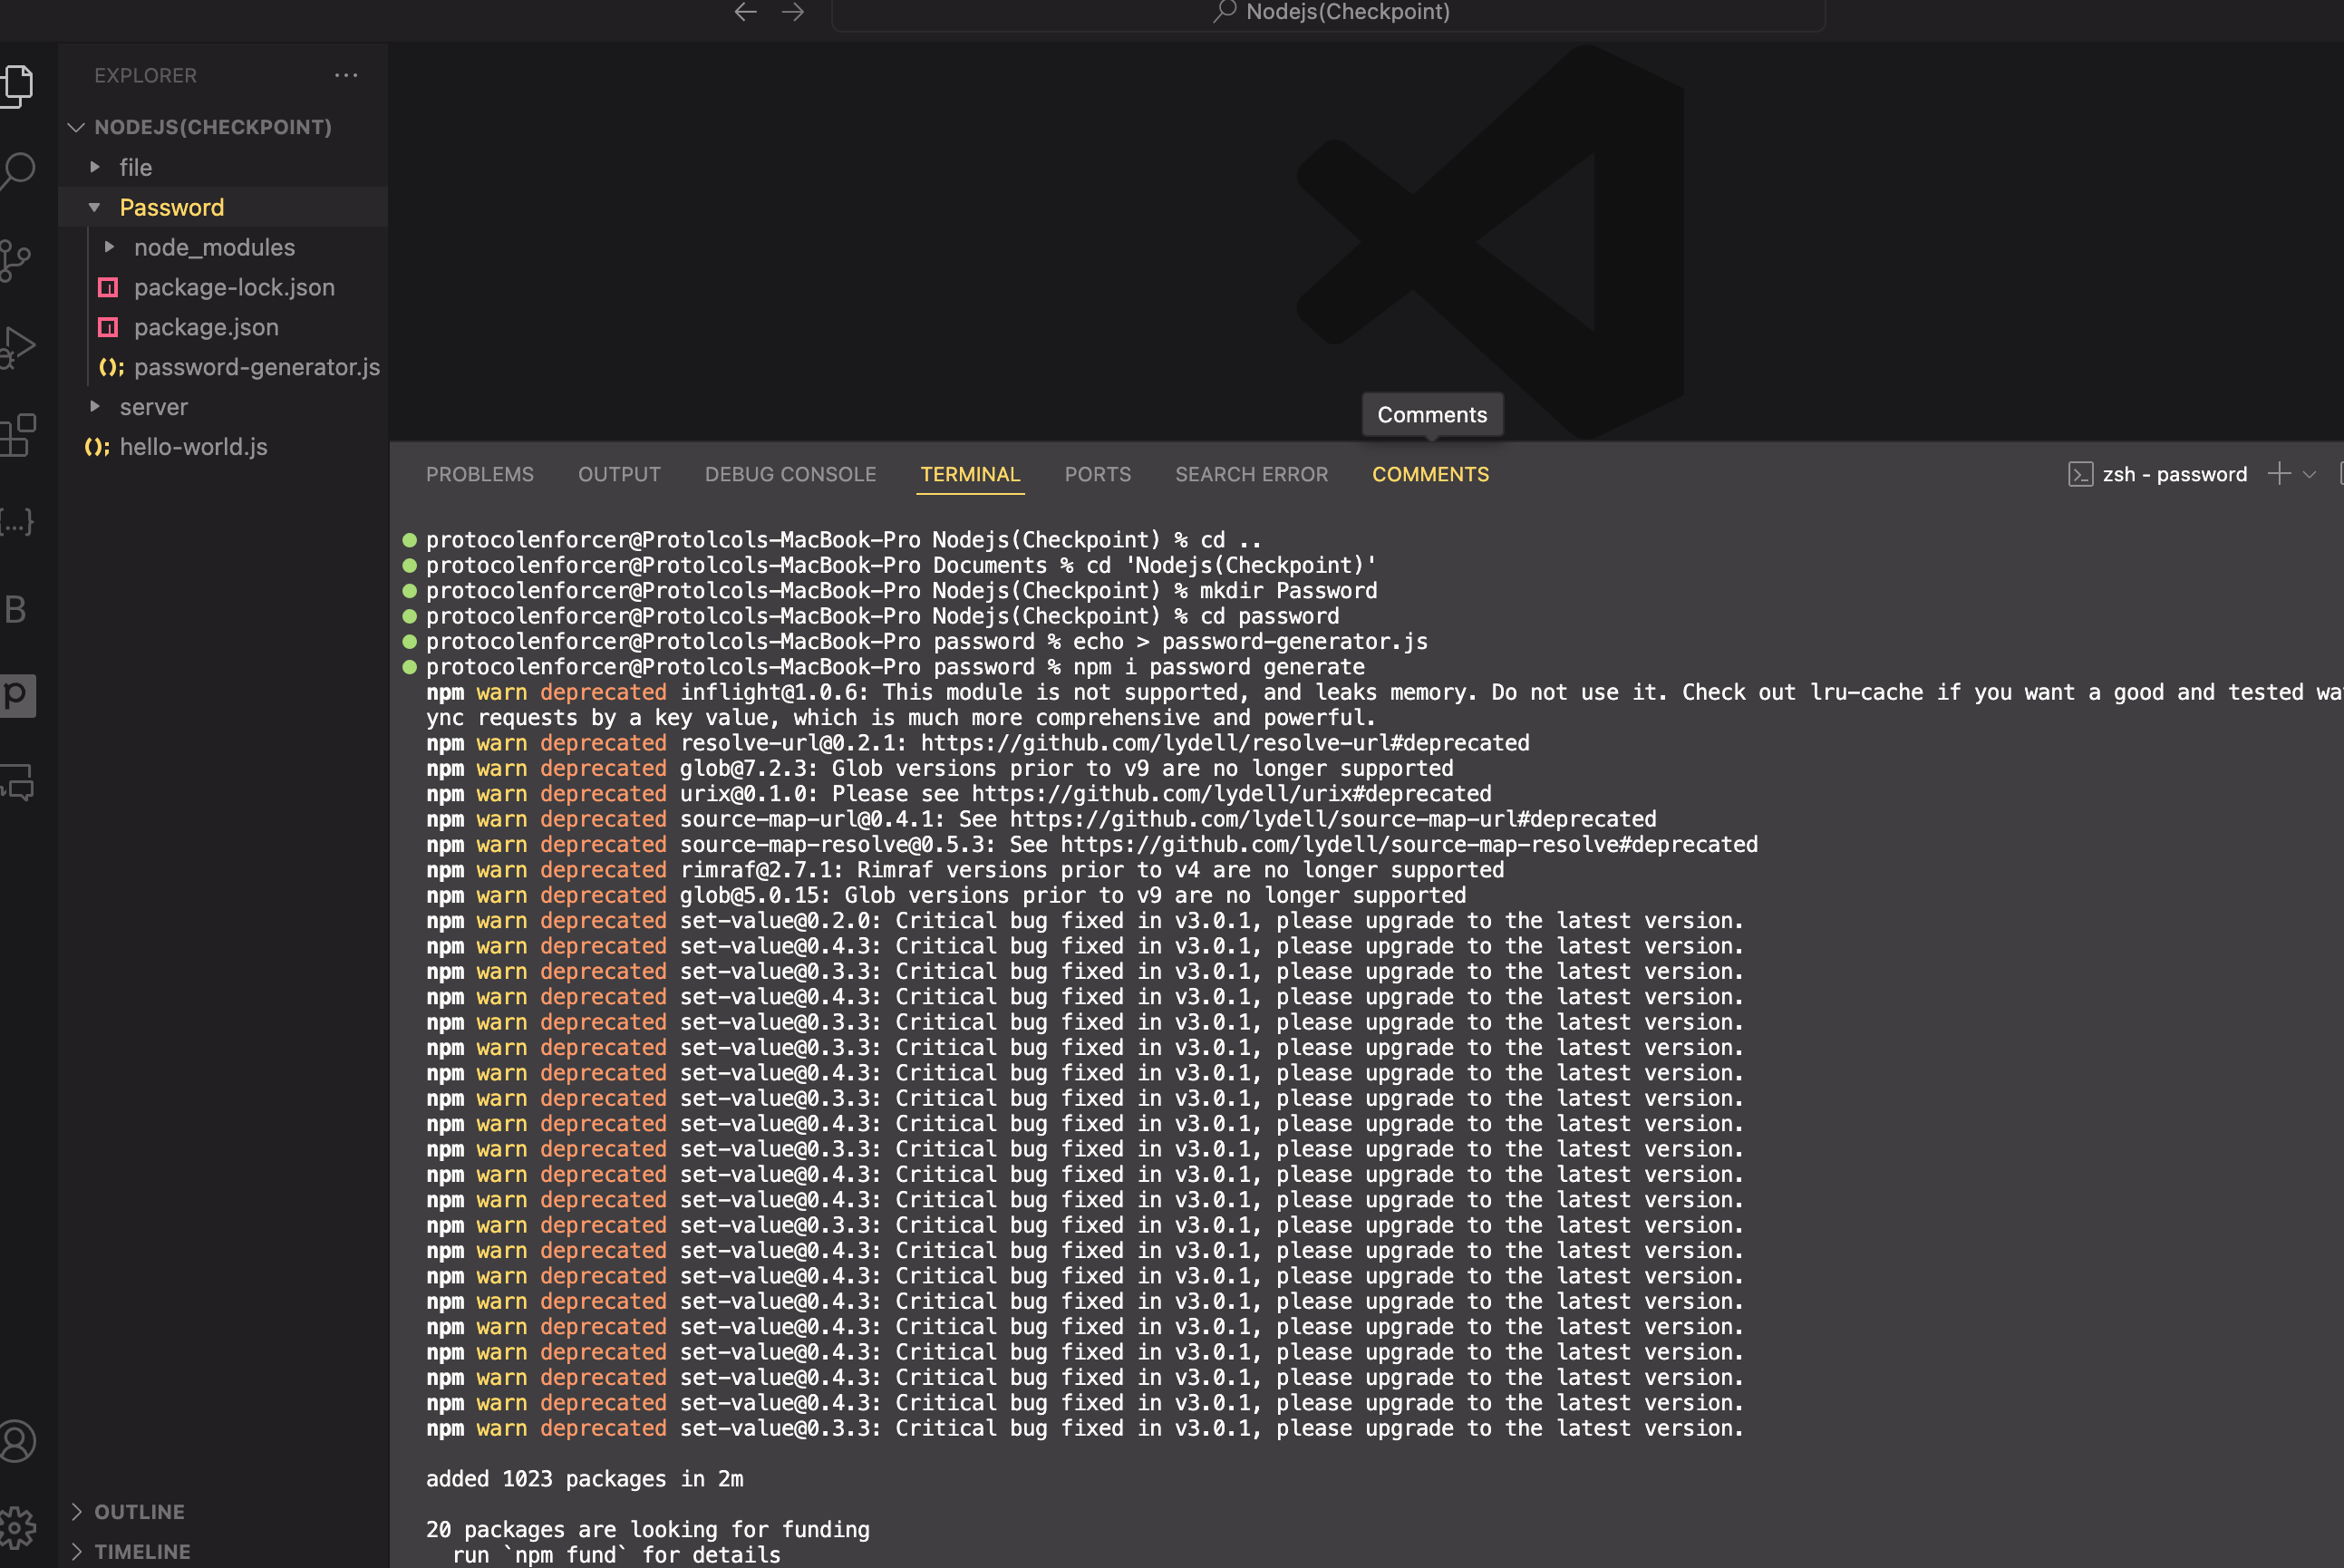 Nodejs(Checkpoint)
EXPLORER
NODEJS(CHECKPOINT)
file
Password
node_modules
package-lock.json
package.json
password-generator.js
server
hello-world.js
OUTLINE
TIMELINE
Comments
PROBLEMS OUTPUT DEBUG CONSOLE TERMINAL PORTS SEARCH ERROR COMMENTS
zsh - password
protocolenforcer@Protolcols-MacBook-Pro Nodejs(Checkpoint) % cd ..
protocolenforcer@Protolcols-MacBook-Pro Documents % cd 'Nodejs(Checkpoint)'
protocolenforcer@Protolcols-MacBook-Pro Nodejs(Checkpoint) % mkdir Password
protocolenforcer@Protolcols-MacBook-Pro Nodejs(Checkpoint) % cd password
protocolenforcer@Protolcols-MacBook-Pro password % echo > password-generator.js
protocolenforcer@Protolcols-MacBook-Pro password % npm i password generate
npm warn deprecated inflight@1.0.6: This module is not supported, and leaks memory. Do not use it. Check out lru-cache if you want a good and tested wa
ync requests by a key value, which is much more comprehensive and powerful.
npm warn deprecated resolve-url@0.2.1: https://github.com/lydell/resolve-url#deprecated
npm warn deprecated glob@7.2.3: Glob versions prior to v9 are no longer supported
npm warn deprecated urix@0.1.0: Please see https://github.com/lydell/urix#deprecated
npm warn deprecated source-map-url@0.4.1: See https://github.com/lydell/source-map-url#deprecated
npm warn deprecated source-map-resolve@0.5.3: See https://github.com/lydell/source-map-resolve#deprecated
npm warn deprecated rimraf@2.7.1: Rimraf versions prior to v4 are no longer supported
npm warn deprecated glob@5.0.15: Glob versions prior to v9 are no longer supported
npm warn deprecated set-value@0.2.0: Critical bug fixed in v3.0.1, please upgrade to the latest version.
npm warn deprecated set-value@0.4.3: Critical bug fixed in v3.0.1, please upgrade to the latest version.
npm warn deprecated set-value@0.3.3: Critical bug fixed in v3.0.1, please upgrade to the latest version.
npm warn deprecated set-value@0.4.3: Critical bug fixed in v3.0.1, please upgrade to the latest version.
npm warn deprecated set-value@0.3.3: Critical bug fixed in v3.0.1, please upgrade to the latest version.
npm warn deprecated set-value@0.3.3: Critical bug fixed in v3.0.1, please upgrade to the latest version.
npm warn deprecated set-value@0.4.3: Critical bug fixed in v3.0.1, please upgrade to the latest version.
npm warn deprecated set-value@0.3.3: Critical bug fixed in v3.0.1, please upgrade to the latest version.
npm warn deprecated set-value@0.4.3: Critical bug fixed in v3.0.1, please upgrade to the latest version.
npm warn deprecated set-value@0.3.3: Critical bug fixed in v3.0.1, please upgrade to the latest version.
npm warn deprecated set-value@0.4.3: Critical bug fixed in v3.0.1, please upgrade to the latest version.
npm warn deprecated set-value@0.4.3: Critical bug fixed in v3.0.1, please upgrade to the latest version.
npm warn deprecated set-value@0.3.3: Critical bug fixed in v3.0.1, please upgrade to the latest version.
npm warn deprecated set-value@0.4.3: Critical bug fixed in v3.0.1, please upgrade to the latest version.
npm warn deprecated set-value@0.4.3: Critical bug fixed in v3.0.1, please upgrade to the latest version.
npm warn deprecated set-value@0.4.3: Critical bug fixed in v3.0.1, please upgrade to the latest version.
npm warn deprecated set-value@0.4.3: Critical bug fixed in v3.0.1, please upgrade to the latest version.
npm warn deprecated set-value@0.4.3: Critical bug fixed in v3.0.1, please upgrade to the latest version.
npm warn deprecated set-value@0.4.3: Critical bug fixed in v3.0.1, please upgrade to the latest version.
npm warn deprecated set-value@0.4.3: Critical bug fixed in v3.0.1, please upgrade to the latest version.
npm warn deprecated set-value@0.3.3: Critical bug fixed in v3.0.1, please upgrade to the latest version.
added 1023 packages in 2m
20 packages are looking for funding
run `npm fund` for details